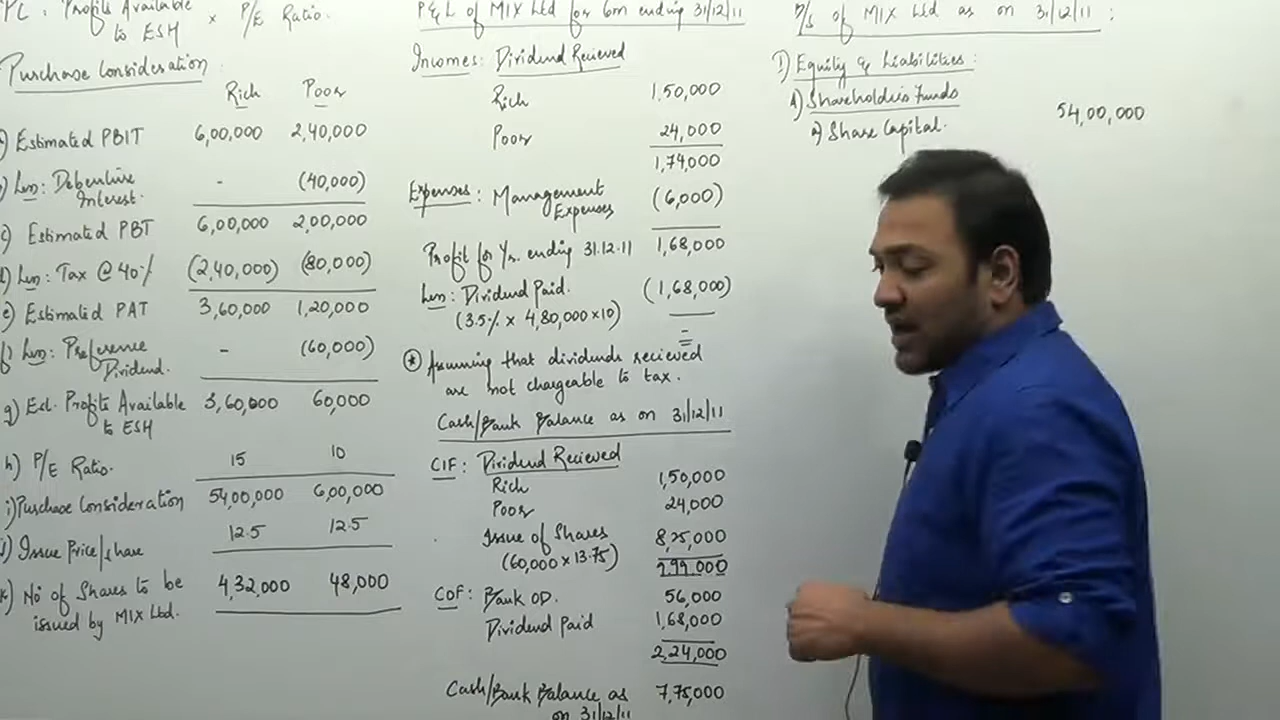 PC = Profits Available to ESH × P/E Ratio.
Purchase Consideration
Rich Poor
Estimated PBIT 6,00,000 2,40,000
Less: Debenture Interest. - (40,000)
c) Estimated PBT 6,00,000 2,00,000
d) Less: Tax @ 40% (2,40,000) (80,000)
e) Estimated PAT 3,60,000 1,20,000
f) Less: Preference Dividend. - (60,000)
g) Est. Profits Available to ESH 3,60,000 60,000
h) P/E Ratio. 15 10
i) Purchase Consideration 54,00,000 6,00,000
j) Issue Price/share 12.5 12.5
k) No of Shares to be issued by MIX Ltd. 4,32,000 48,000
P&L of MIX Ltd for 6m ending 31/12/11
Incomes: Dividend Recieved
Rich 1,50,000
Poor 24,000
1,74,000
Expenses: Management Expenses (6,000)
Profit for Yr. ending 31.12.11 1,68,000
Less: Dividend Paid. (1,68,000)
(3.5% × 4,80,000×10)
* Assuming that dividends recieved
are not chargeable to tax.
Cash/Bank Balance as on 31/12/11
CIF: Dividend Recieved
Rich 1,50,000
Poor 24,000
Issue of Shares 8,25,000
(60,000 × 13.75)
9,99,000
COF: Bank OD. 56,000
Dividend Paid 1,68,000
2,24,000
Cash/Bank Balance as 7,75,000
on 31/12/11
B/S of MIX Ltd as on 31/12/11:
I) Equity & Liabilities:
A) Shareholders Funds
a) Share Capital. 54,00,000